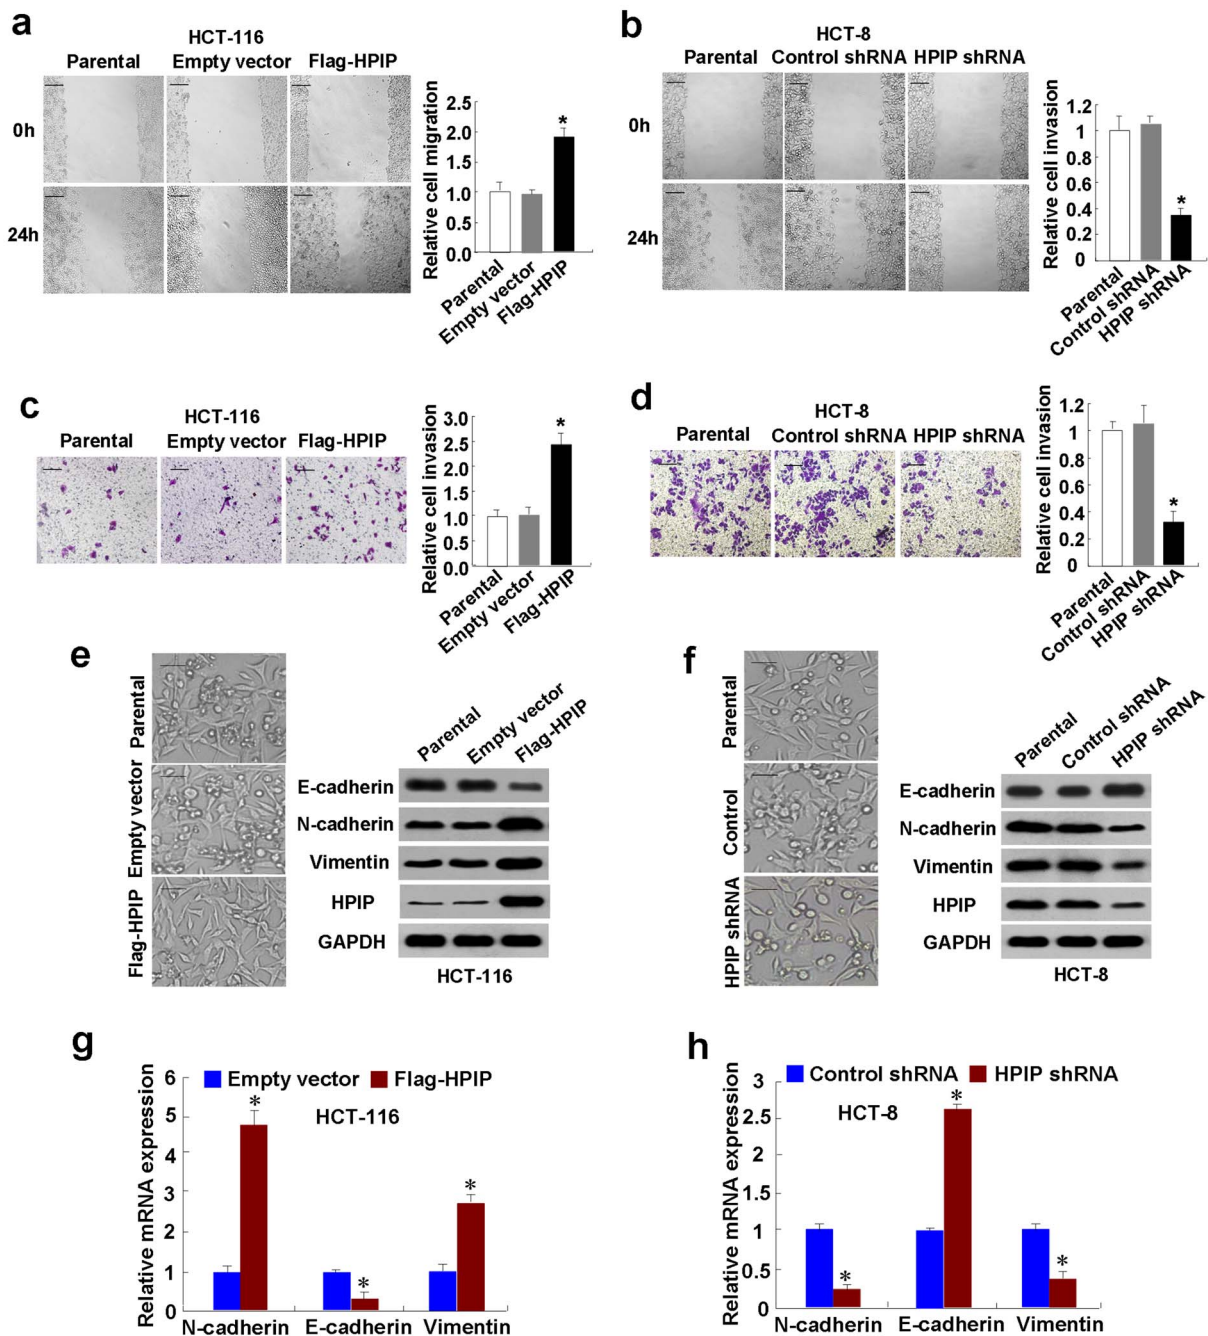 a
HCT-116
Parental Empty vector Flag-HPIP
0h
24h
Relative cell migration
2.5
2.0
1.5
1.0
0.5
0.0
*
Parental
Empty vector
Flag-HPIP
b
HCT-8
Parental Control shRNA HPIP shRNA
0h
24h
Relative cell invasion
1.2
1
0.8
0.6
0.4
0.2
0
*
Parental
Control shRNA
HPIP shRNA
c
HCT-116
Parental Empty vector Flag-HPIP
Relative cell invasion
3.0
2.5
2.0
1.5
1.0
0.5
0.0
*
Parental
Empty vector
Flag-HPIP
d
HCT-8
Parental Control shRNA HPIP shRNA
Relative cell invasion
1.2
1
0.8
0.6
0.4
0.2
0
*
Parental
Control shRNA
HPIP shRNA
e
Parental
Empty vector
Flag-HPIP
Parental
Empty vector
Flag-HPIP
E-cadherin
N-cadherin
Vimentin
HPIP
GAPDH
HCT-116
f
Parental
Control
HPIP shRNA
Parental
Control shRNA
HPIP shRNA
E-cadherin
N-cadherin
Vimentin
HPIP
GAPDH
HCT-8
g
Relative mRNA expression
Empty vector Flag-HPIP
HCT-116
6
5
4
3
2
1
0
*
*
*
N-cadherin E-cadherin Vimentin
h
Relative mRNA expression
Control shRNA HPIP shRNA
HCT-8
3
2.5
2
1.5
1
0.5
0
*
*
*
N-cadherin E-cadherin Vimentin